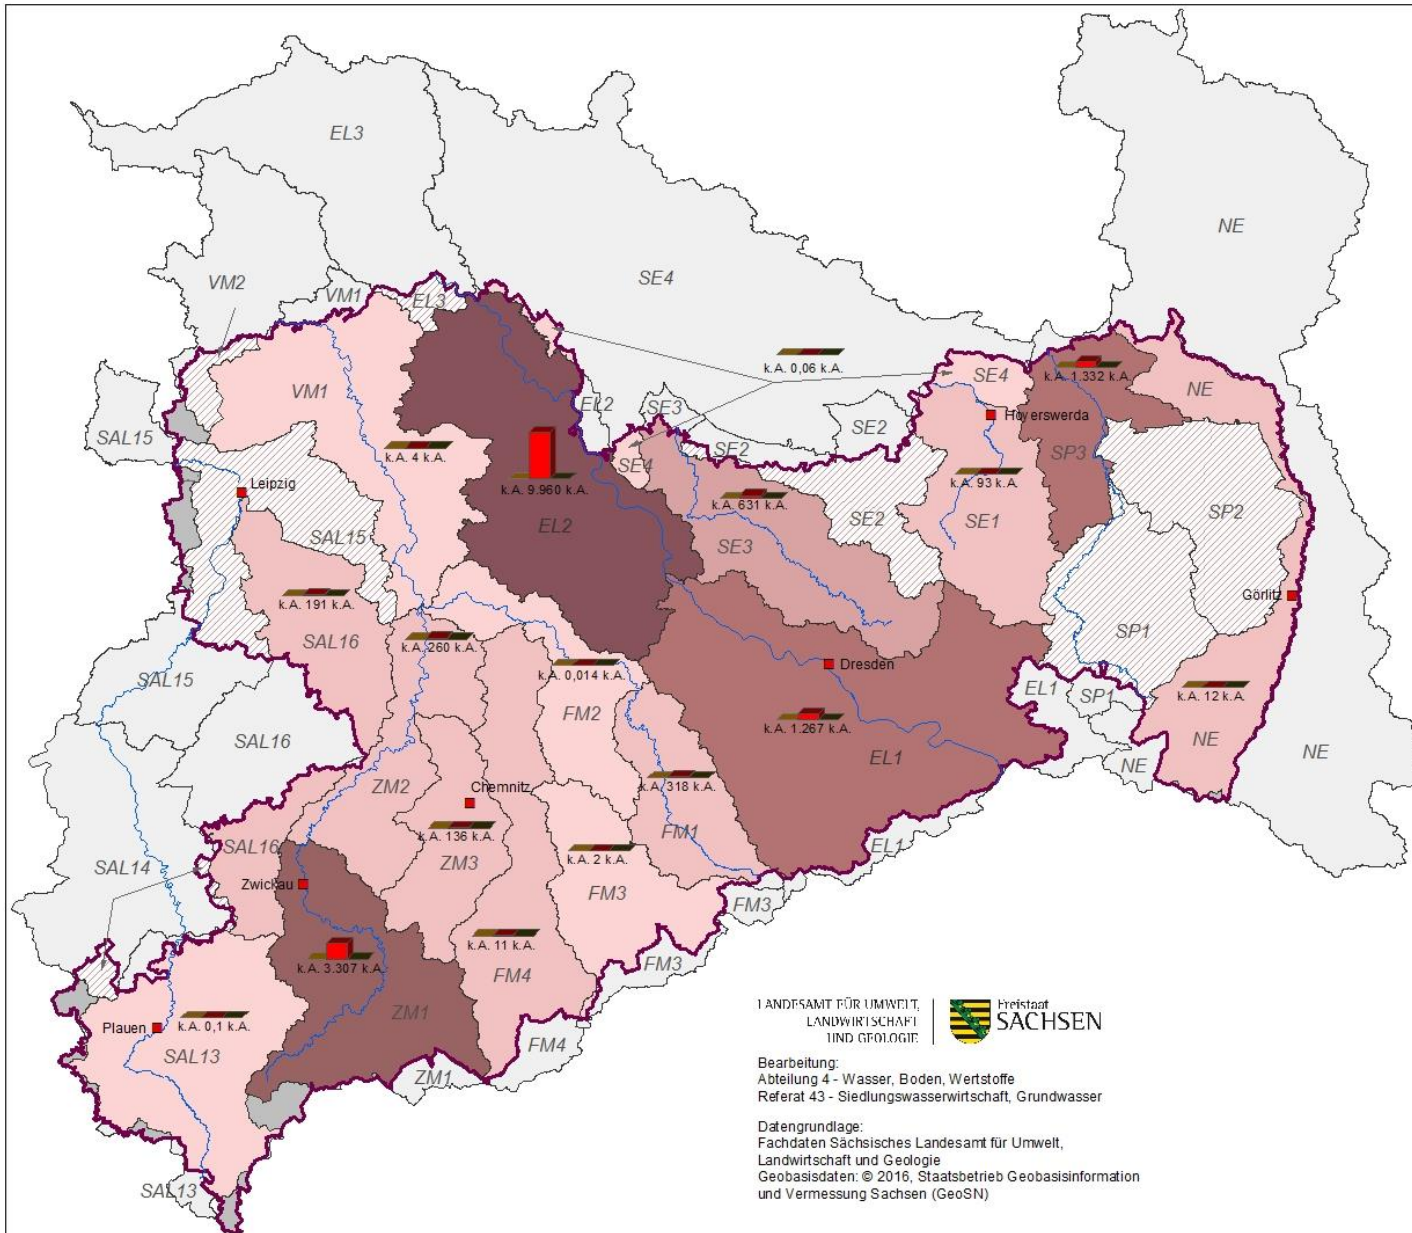 EL3
NE
VM2
SE4
VM1
EL3
k.A. 0,06 k.A.
k.A. 1.332 k.A.
SE4
NE
VM1
EL2
SE3
SE2
Hoyerswerda
SAL15
k.A. 4 k.A.
SE2
SE4
SP3
k.A. 9.960 k.A.
k.A. 93 k.A.
Leipzig
k.A. 631 k.A.
SE2
SE1
SP2
EL2
SAL15
SE3
k.A. 191 k.A.
Görlitz
SAL16
k.A. 260 k.A.
SP1
k.A. 0,014 k.A.
Dresden
SAL15
EL1
SP1
k.A. 12 k.A.
FM2
k.A. 1.267 k.A.
SAL16
EL1
NE
NE
NE
ZM2
Chemnitz
k.A. 318 k.A.
k.A. 136 k.A.
FM1
SAL16
k.A. 2 k.A.
EL1
SAL14
ZM3
Zwickau
FM3
FM3
k.A. 11 k.A.
k.A. 3.307 k.A.
FM4
FM3
Plauen
k.A. 0,1 k.A.
ZM1
SAL13
FM4
ZM1
SAL13
LANDESAMT FÜR UMWELT,
LANDWIRTSCHAFT
UND GEOLOGIE
Freistaat
SACHSEN
Bearbeitung:
Abteilung 4 - Wasser, Boden, Wertstoffe
Referat 43 - Siedlungswasserwirtschaft, Grundwasser
Datengrundlage:
Fachdaten Sächsisches Landesamt für Umwelt,
Landwirtschaft und Geologie
Geobasisdaten: © 2016, Staatsbetrieb Geobasisinformation
und Vermessung Sachsen (GeoSN)